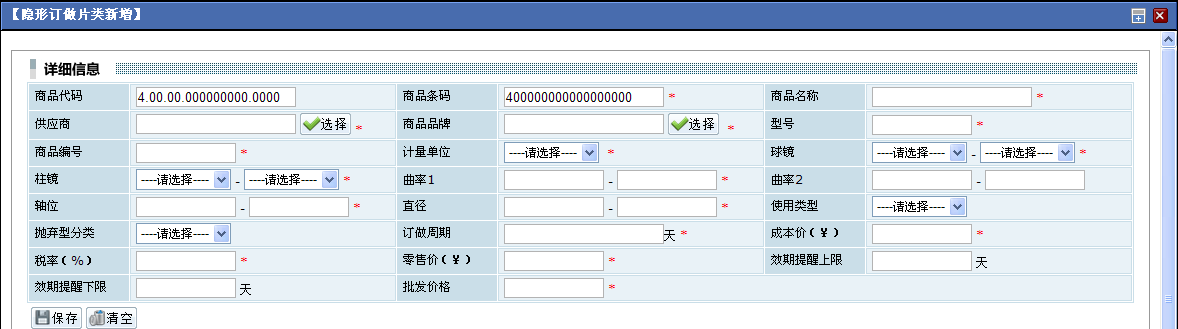 【隐形订做片类新增】
详细信息
商品代码 4.00.00.000000000.0000 商品条码 400000000000000000 * 商品名称 *
供应商 选择 * 商品品牌 选择 * 型号 *
商品编号 * 计量单位 ----请选择---- * 球镜 ----请选择---- - ----请选择---- *
柱镜 ----请选择---- - ----请选择---- * 曲率1 - * 曲率2 -
轴位 - * 直径 - * 使用类型 ----请选择----
抛弃型分类 ----请选择---- 订做周期 天 * 成本价(¥) *
税率(%) * 零售价(¥) * 效期提醒上限 天
效期提醒下限 天 批发价格 *
保存 清空